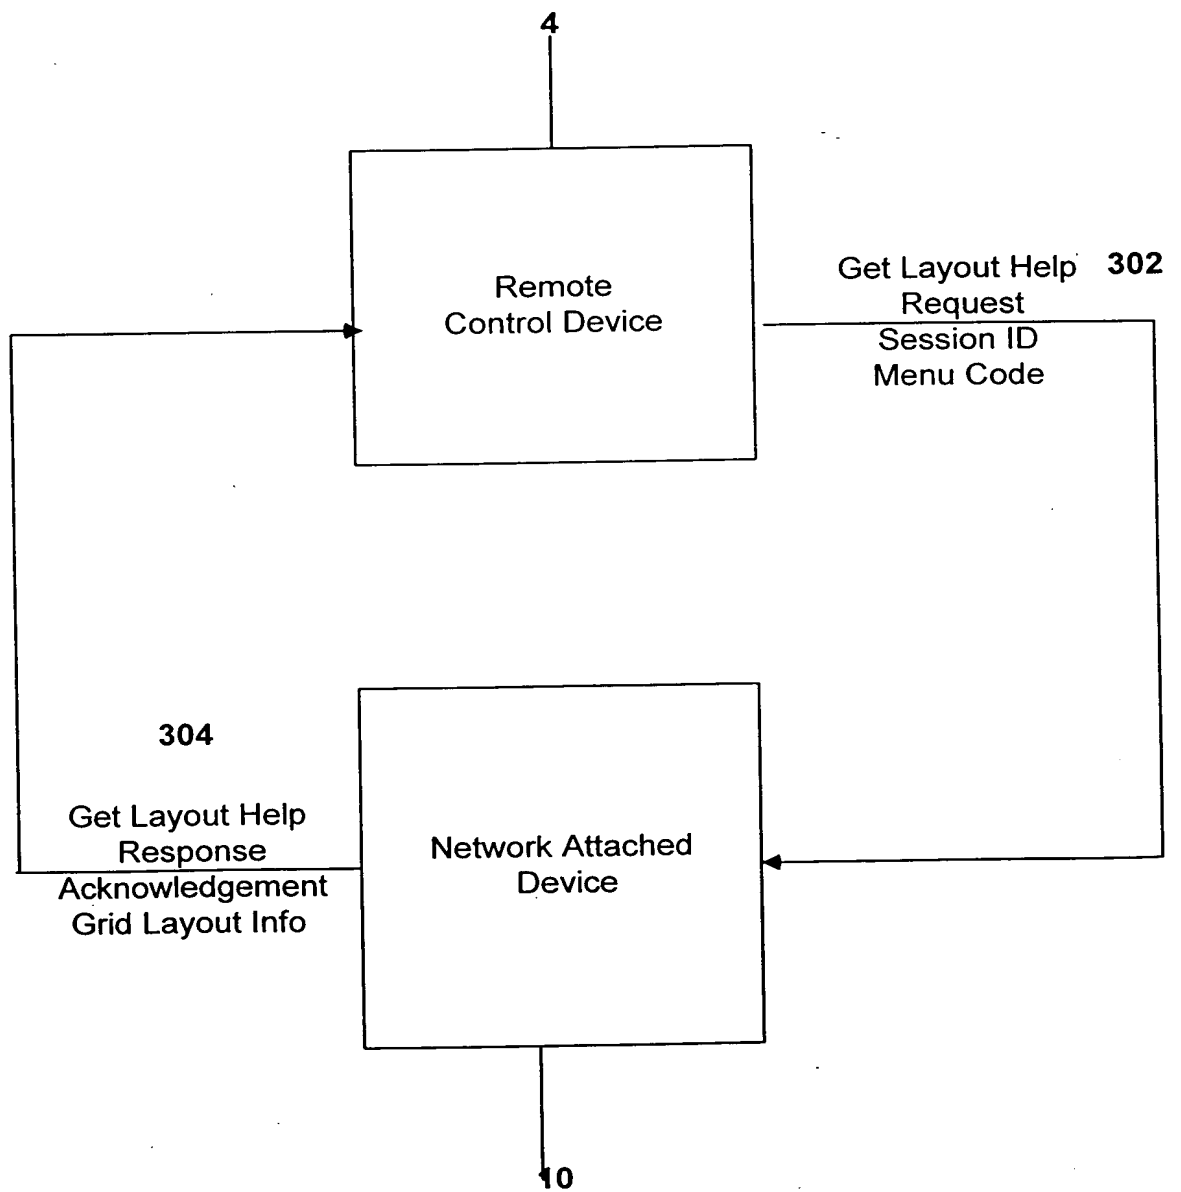 4
Remote
Control Device
Get Layout Help 302
Request
Session ID
Menu Code
304
Get Layout Help
Response
Acknowledgement
Grid Layout Info
Network Attached
Device
10